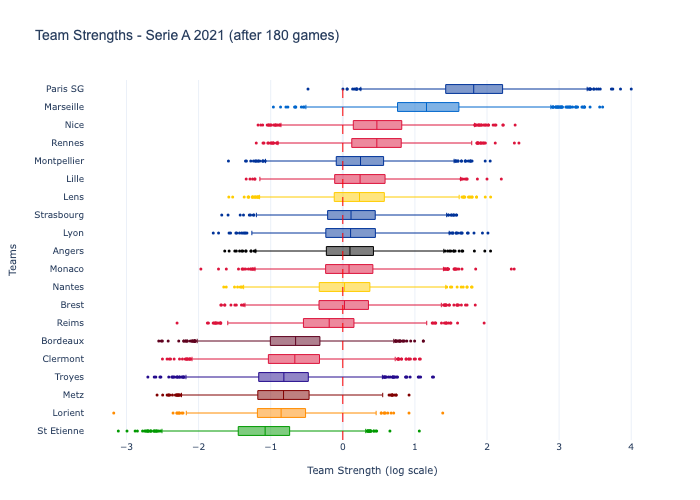 Team Strengths - Serie A 2021 (after 180 games)
Paris SG
Marseille
Nice
Rennes
Montpellier
Lille
Lens
Strasbourg
Lyon
Angers
Monaco
Nantes
Brest
Reims
Bordeaux
Clermont
Troyes
Metz
Lorient
St Etienne
Teams
−3 −2 −1 0 1 2 3 4
Team Strength (log scale)